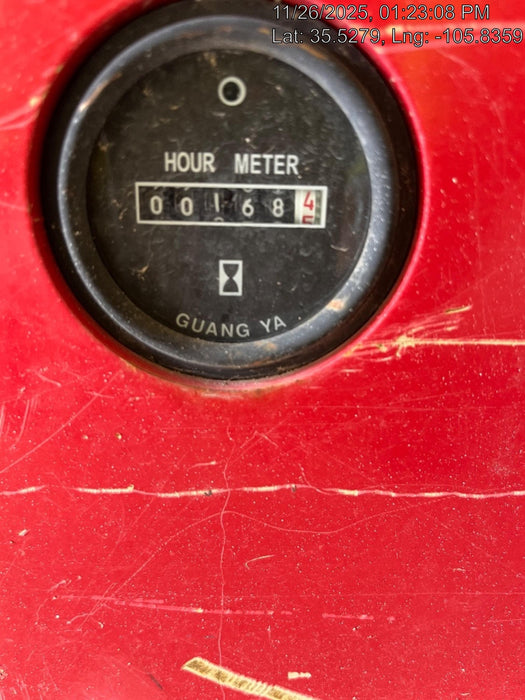 11/26/2025, 01:23:08 PM
Lat: 35.5279, Lng: -105.8359
HOUR METER
001684
GUANG YA